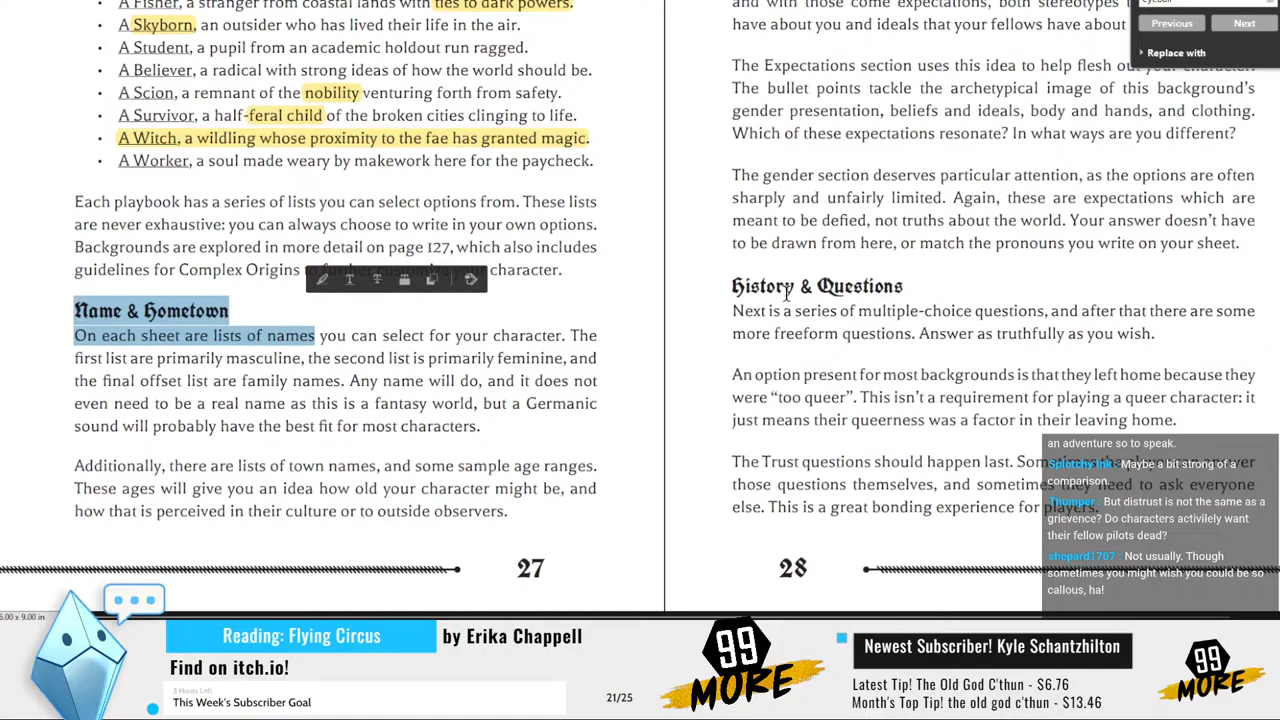 A Fisher, a stranger from coastal lands with ties to dark powers.
• A Skyborn, an outsider who has lived their life in the air.
• A Student, a pupil from an academic holdout run ragged.
• A Believer, a radical with strong ideas of how the world should be.
• A Scion, a remnant of the nobility venturing forth from safety.
• A Survivor, a half-feral child of the broken cities clinging to life.
• A Witch, a wildling whose proximity to the fae has granted magic.
• A Worker, a soul made weary by makework here for the paycheck.
Each playbook has a series of lists you can select options from. These lists
are never exhaustive: you can always choose to write in your own options.
Backgrounds are explored in more detail on page 127, which also includes
guidelines for Complex Origins to further customize your character.
Name & Hometown
On each sheet are lists of names you can select for your character. The
first list are primarily masculine, the second list is primarily feminine, and
the final offset list are family names. Any name will do, and it does not
even need to be a real name as this is a fantasy world, but a Germanic
sound will probably have the best fit for most characters.
Additionally, there are lists of town names, and some sample age ranges.
These ages will give you an idea how old your character might be, and
how that is perceived in their culture or to outside observers.
27
and with those come expectations, both stereotypes
have about you and ideals that your fellows have about
The Expectations section uses this idea to help flesh out your character.
The bullet points tackle the archetypical image of this background's
gender presentation, beliefs and ideals, body and hands, and clothing.
Which of these expectations resonate? In what ways are you different?
The gender section deserves particular attention, as the options are often
sharply and unfairly limited. Again, these are expectations which are
meant to be defied, not truths about the world. Your answer doesn't have
to be drawn from here, or match the pronouns you write on your sheet.
History & Questions
Next is a series of multiple-choice questions, and after that there are some
more freeform questions. Answer as truthfully as you wish.
An option present for most backgrounds is that they left home because they
were “too queer”. This isn't a requirement for playing a queer character: it
just means their queerness was a factor in their leaving home.
The Trust questions should happen last. Sometimes the player can answer
those questions themselves, and sometimes they need to ask everyone
else. This is a great bonding experience for players.
28
Previous
Next
Replace with
an adventure so to speak.
Splotchy Ink : Maybe a bit strong of a
comparison.
Thumper : But distrust is not the same as a
grievence? Do characters activilely want
their fellow pilots dead?
shepard1707 : Not usually. Though
sometimes you might wish you could be so
callous, ha!
6.00 x 9.00 in
Reading: Flying Circus
by Erika Chappell
Find on itch.io!
3 Hours Left
This Week's Subscriber Goal
21/25
99
MORE
Newest Subscriber! Kyle Schantzhilton
Latest Tip! The Old God C'thun - $6.76
Month's Top Tip! the old god c'thun - $13.46
99
MORE